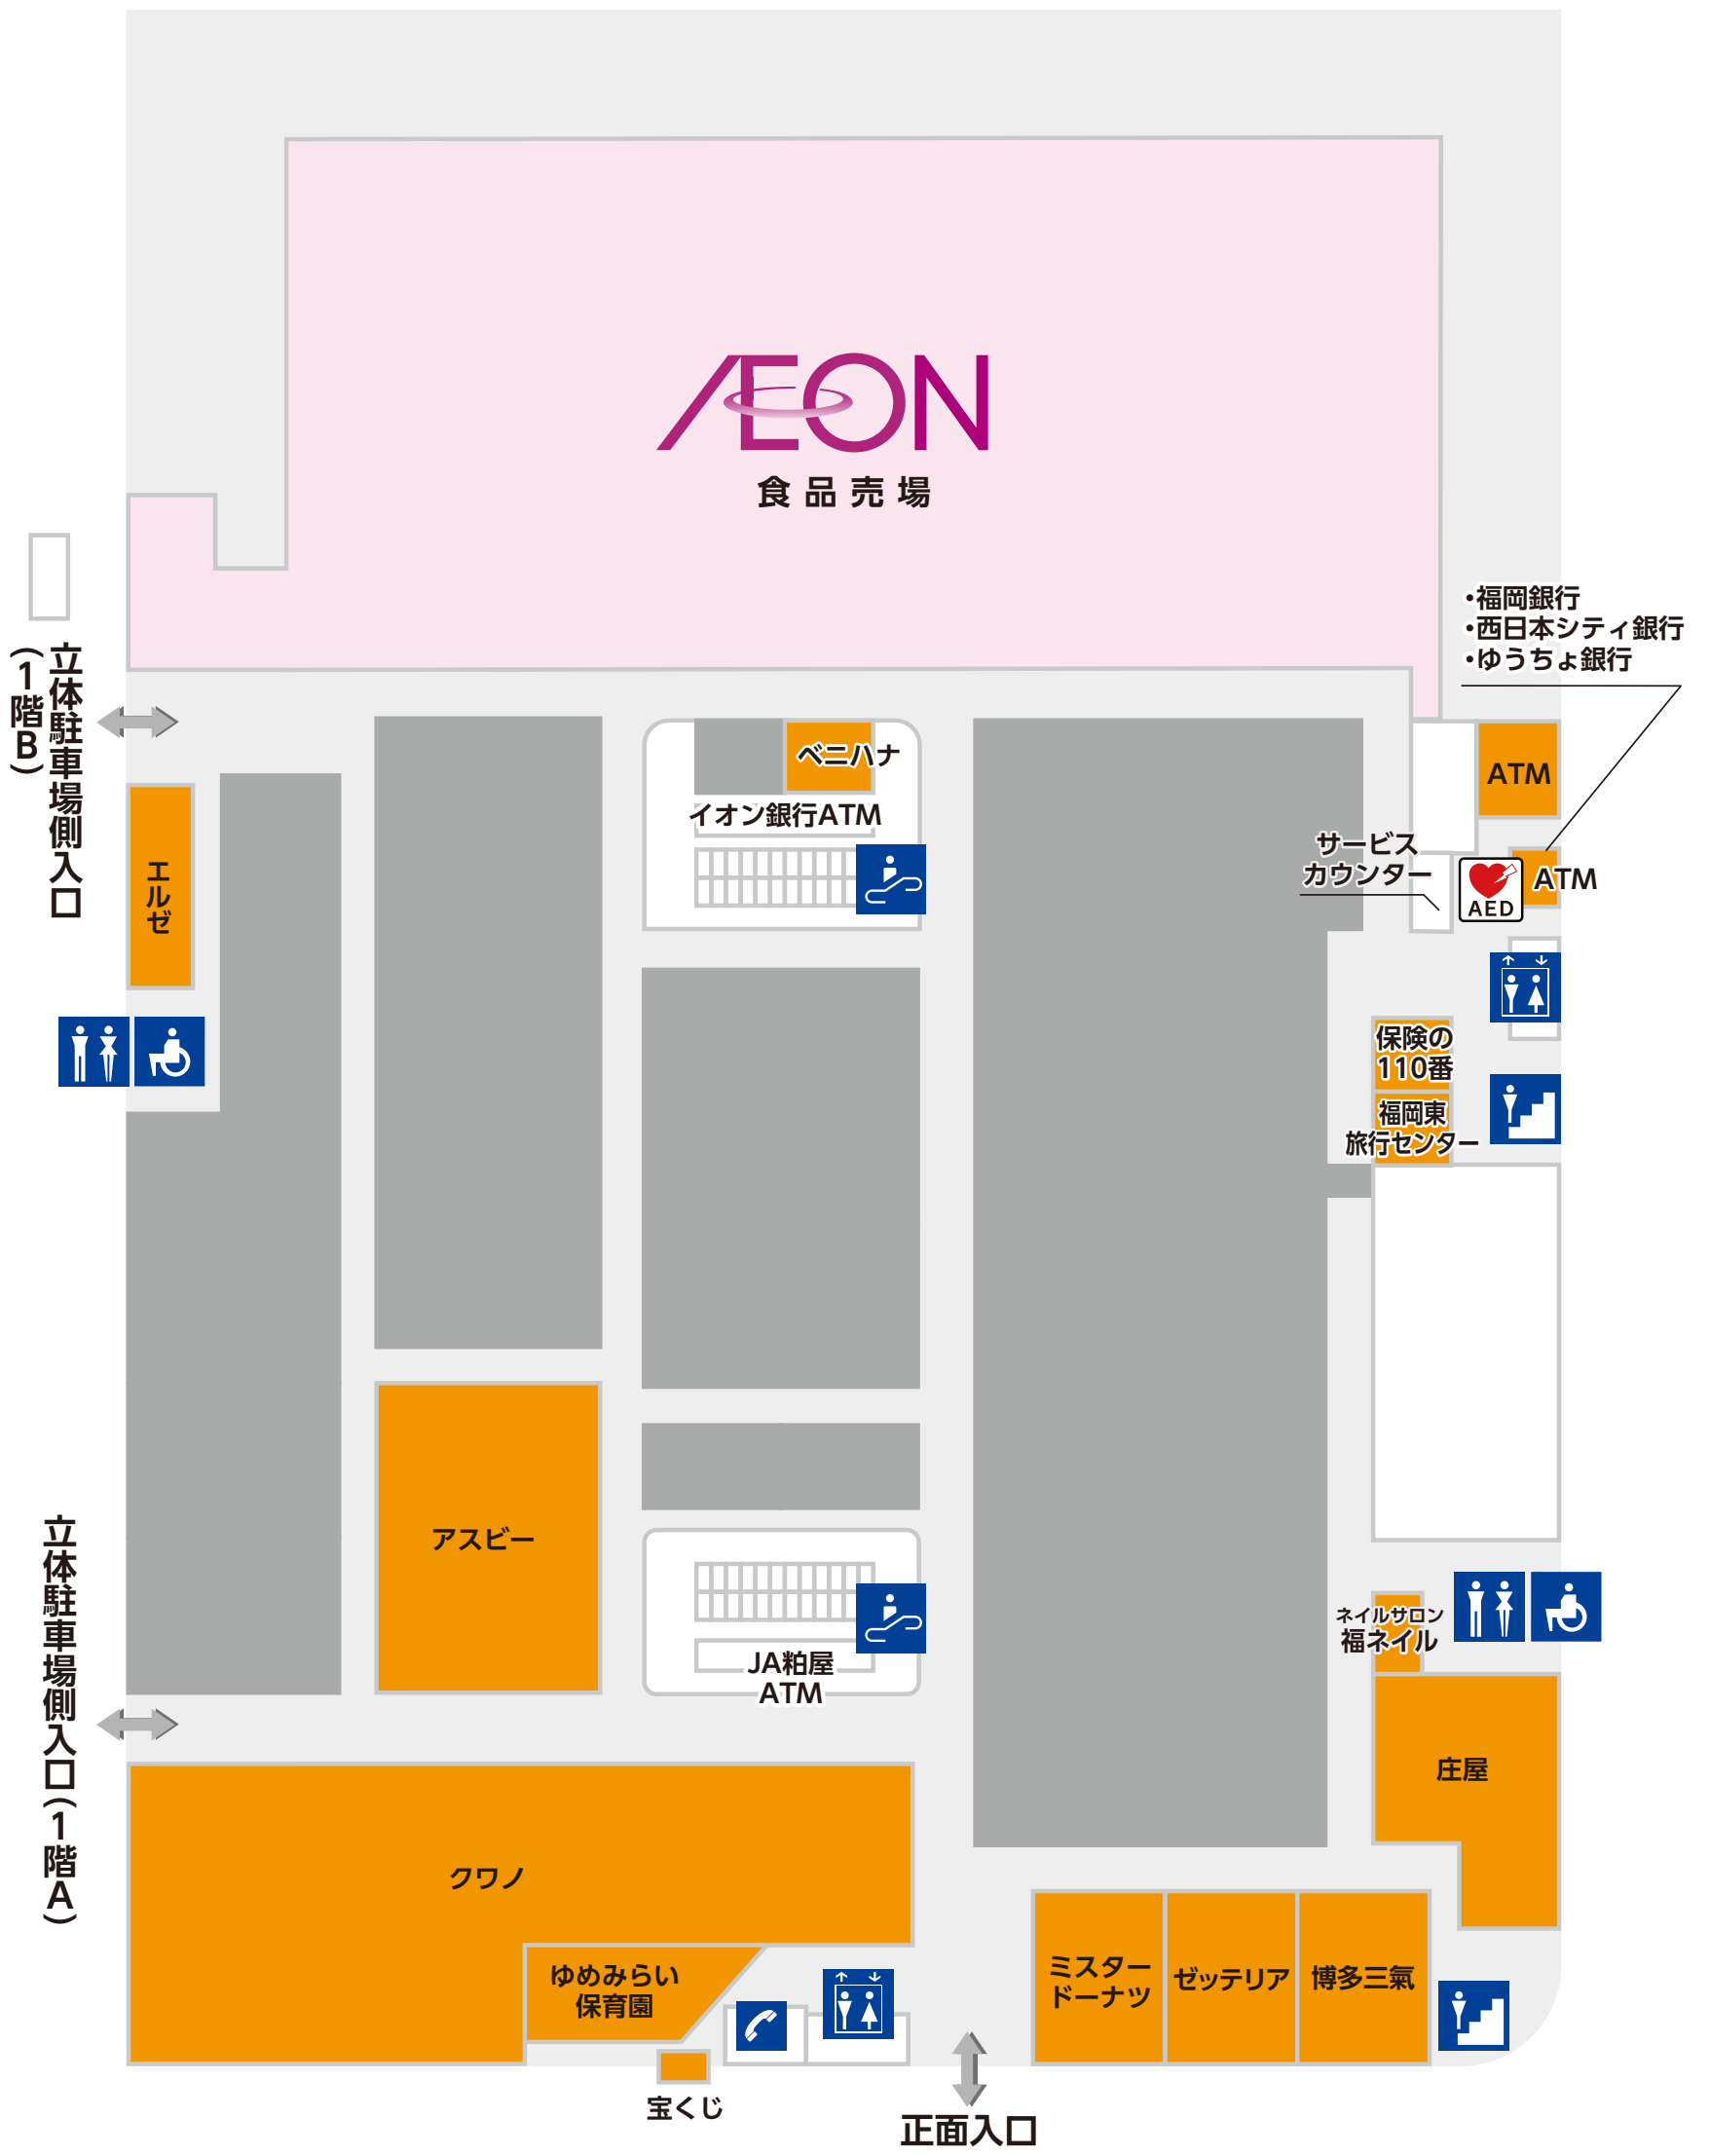 ÆON
食品売場
・福岡銀行
・西日本シティ銀行
・ゆうちょ銀行
立体駐車場側入口
(1階B)
ベニハナ
イオン銀行ATM
ATM
サービス
カウンター
AED
ATM
エルゼ
保険の
110番
福岡東
旅行センター
アスビー
JA粕屋
ATM
ネイルサロン
福ネイル
立体駐車場側入口(1階A)
庄屋
クワノ
ゆめみらい
保育園
ミスター
ドーナツ
ゼッテリア
博多三氣
宝くじ
正面入口